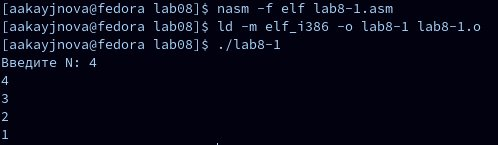 [aakayjnova@fedora lab08]$ nasm -f elf lab8-1.asm
[aakayjnova@fedora lab08]$ ld -m elf_i386 -o lab8-1 lab8-1.o
[aakayjnova@fedora lab08]$ ./lab8-1
Введите N: 4
4
3
2
1